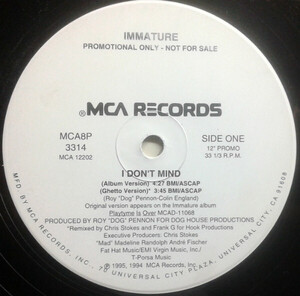 IMMATURE
PROMOTIONAL ONLY - NOT FOR SALE
®MCA RECORDS
MCA8P
3314
MCA 12202
SIDE ONE
12" PROMO
33 1/3 R.P.M.
I DON'T MIND
(Album Version) 4:27 BMI/ASCAP
(Ghetto Version)* 3:45 BMI/ASCAP
(Roy "Dog" Pennon-Colin England)
Original version appears on the Immature album
Playtyme Is Over MCAD-11068
PRODUCED BY ROY "DOG" PENNON FOR DOG HOUSE PRODUCTIONS
*Remixed by Chris Stokes and Frank G for Hook Productions
Executive Producers: Chris Stokes
"Mad" Madeline Randolph André Fischer
Fat Hat Music/EMI Virgin Music, Inc./
T-Porsa Music
© 1995, 1994 MCA Records, Inc.
MFD. BY MCA RECORDS, INC., 70 UNIVERSAL CITY PLAZA, UNIVERSAL CITY, CA 91608